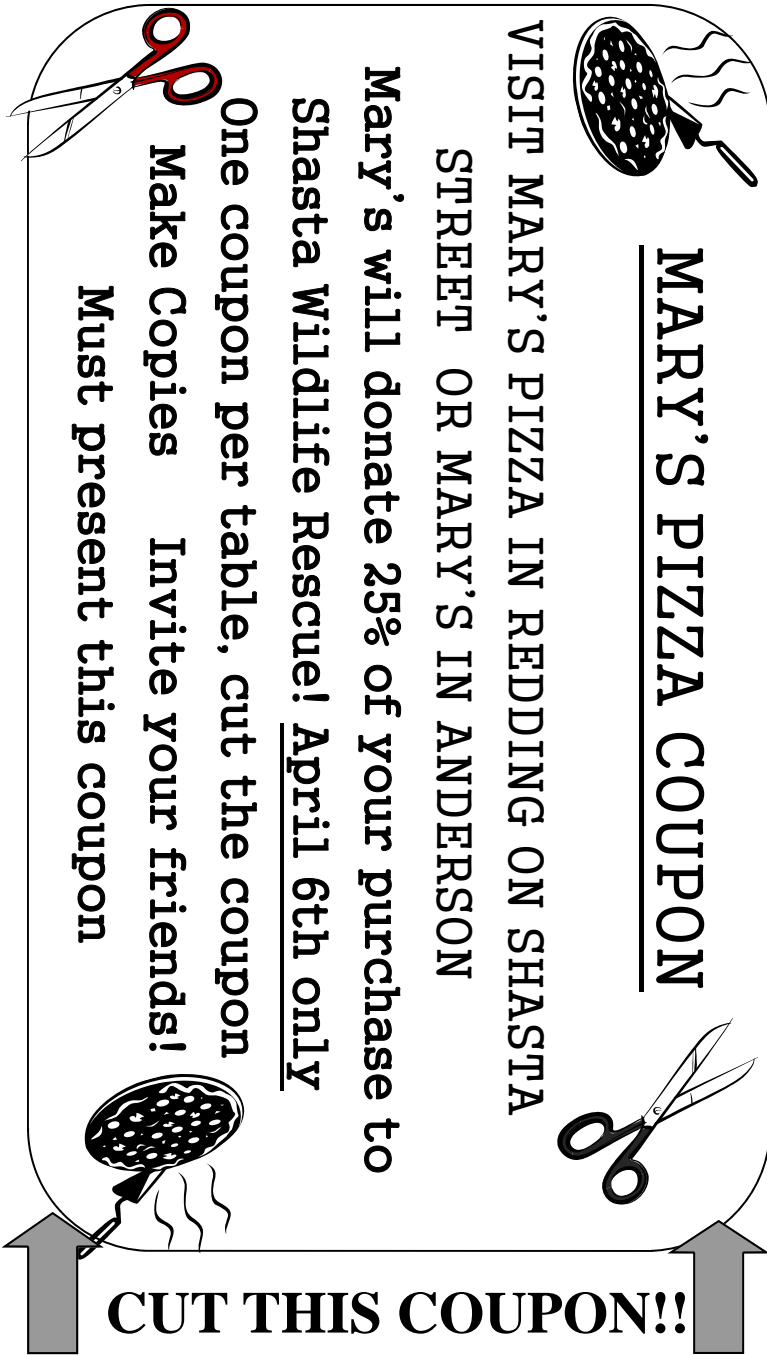 MARY'S PIZZA COUPON
VISIT MARY'S PIZZA IN REDDING ON SHASTA
STREET OR MARY'S IN ANDERSON
Mary's will donate 25% of your purchase to
Shasta Wildlife Rescue! April 6th only
One coupon per table, cut the coupon
Make Copies Invite your friends!
Must present this coupon
CUT THIS COUPON!!